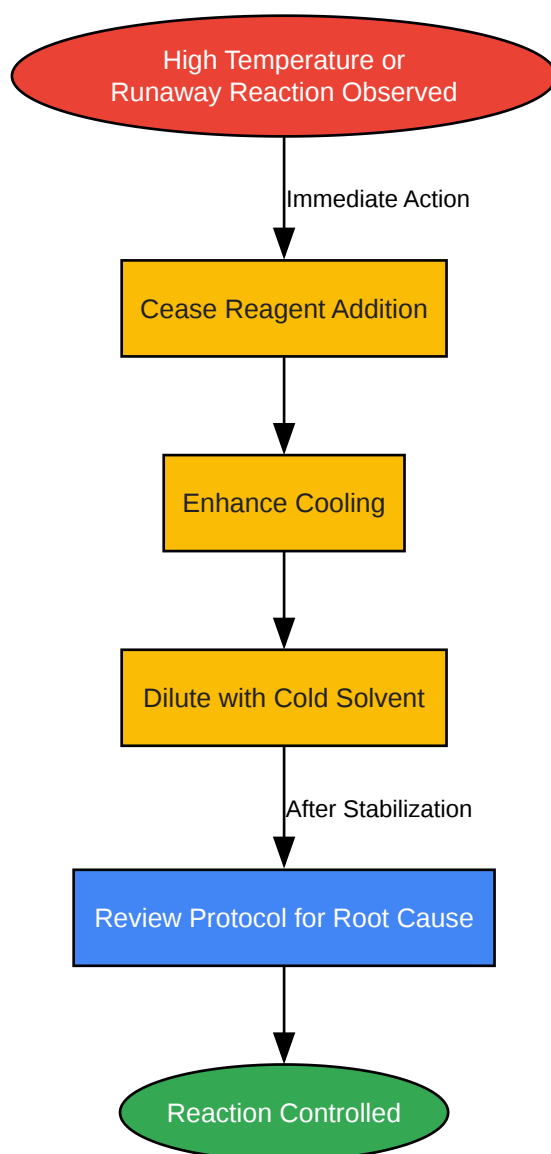 High Temperature or
Runaway Reaction Observed
Immediate Action
Cease Reagent Addition
Enhance Cooling
Dilute with Cold Solvent
After Stabilization
Review Protocol for Root Cause
Reaction Controlled